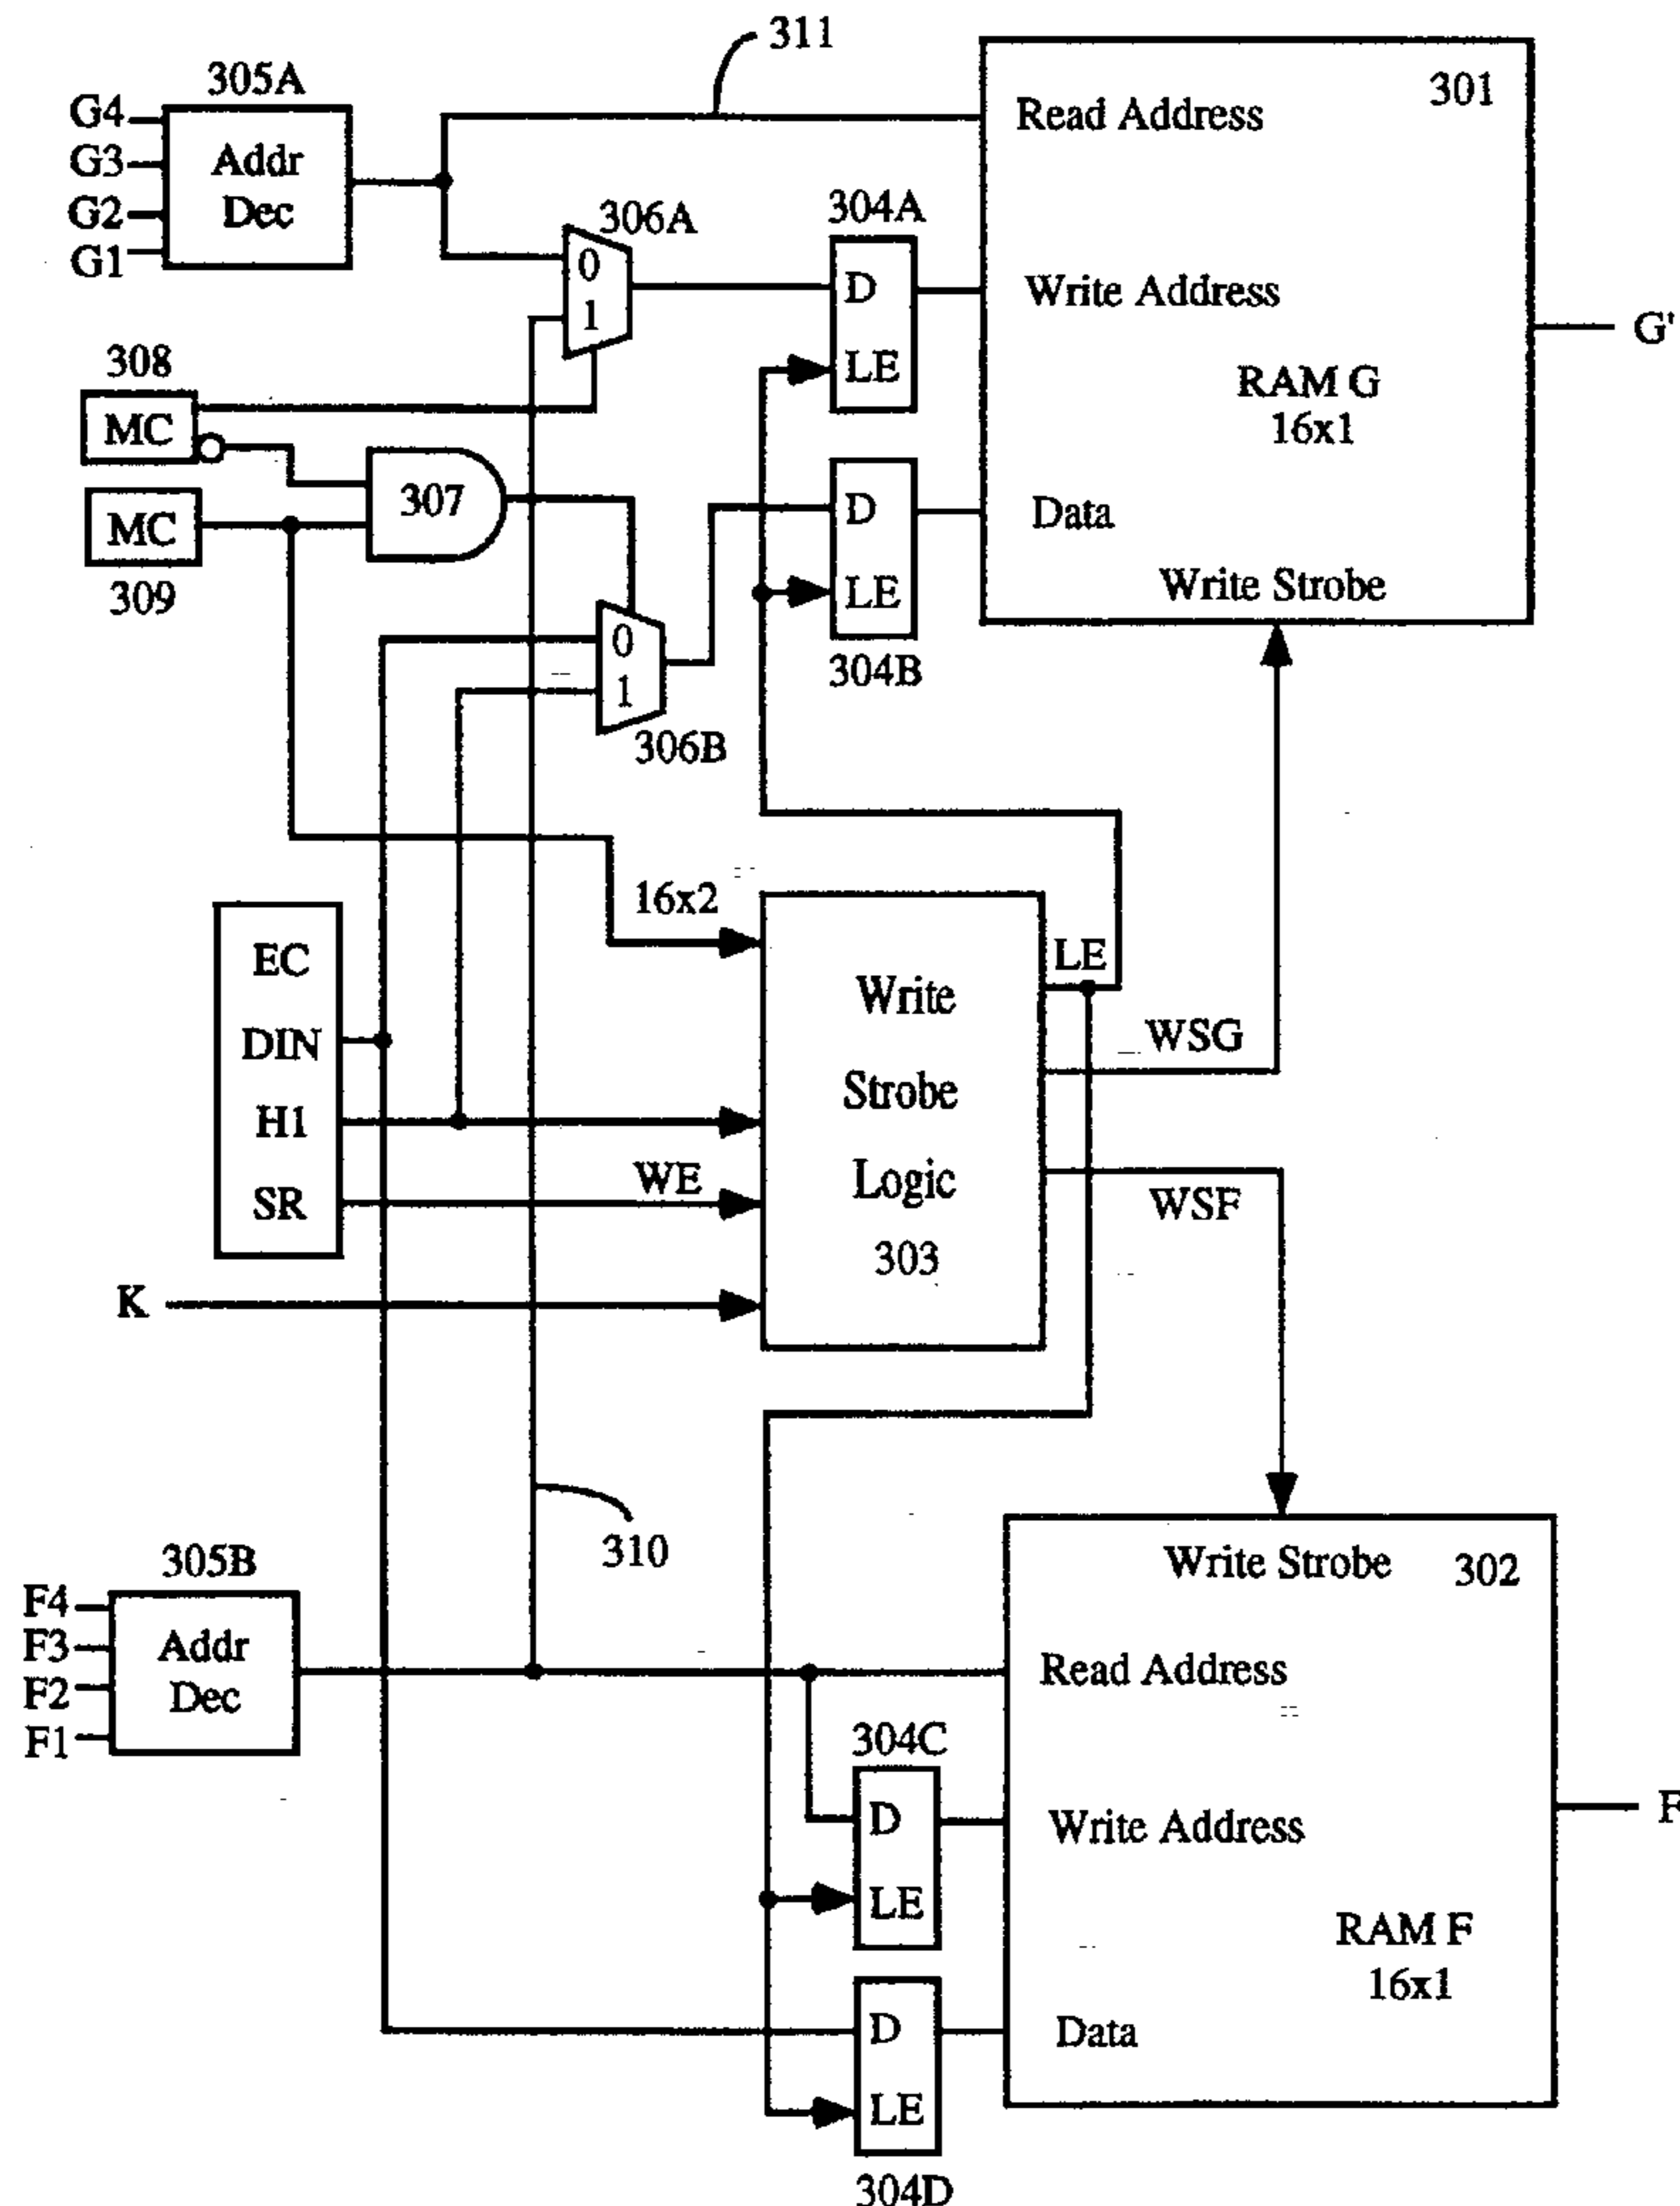 311
305A
301
G4
G3
G2
G1
Addr
Dec
Read Address
306A
0
1
304A
D
LE
Write Address
G'
RAM G
16x1
308
MC
307
MC
309
D
LE
304B
Data
Write Strobe
0
1
306B
16x2
EC
DIN
H1
SR
WE
K
Write
Strobe
Logic
303
LE
WSG
WSF
310
305B
F4
F3
F2
F1
Addr
Dec
Write Strobe
302
Read Address
304C
D
LE
Write Address
F
RAM F
16x1
D
LE
Data
304D